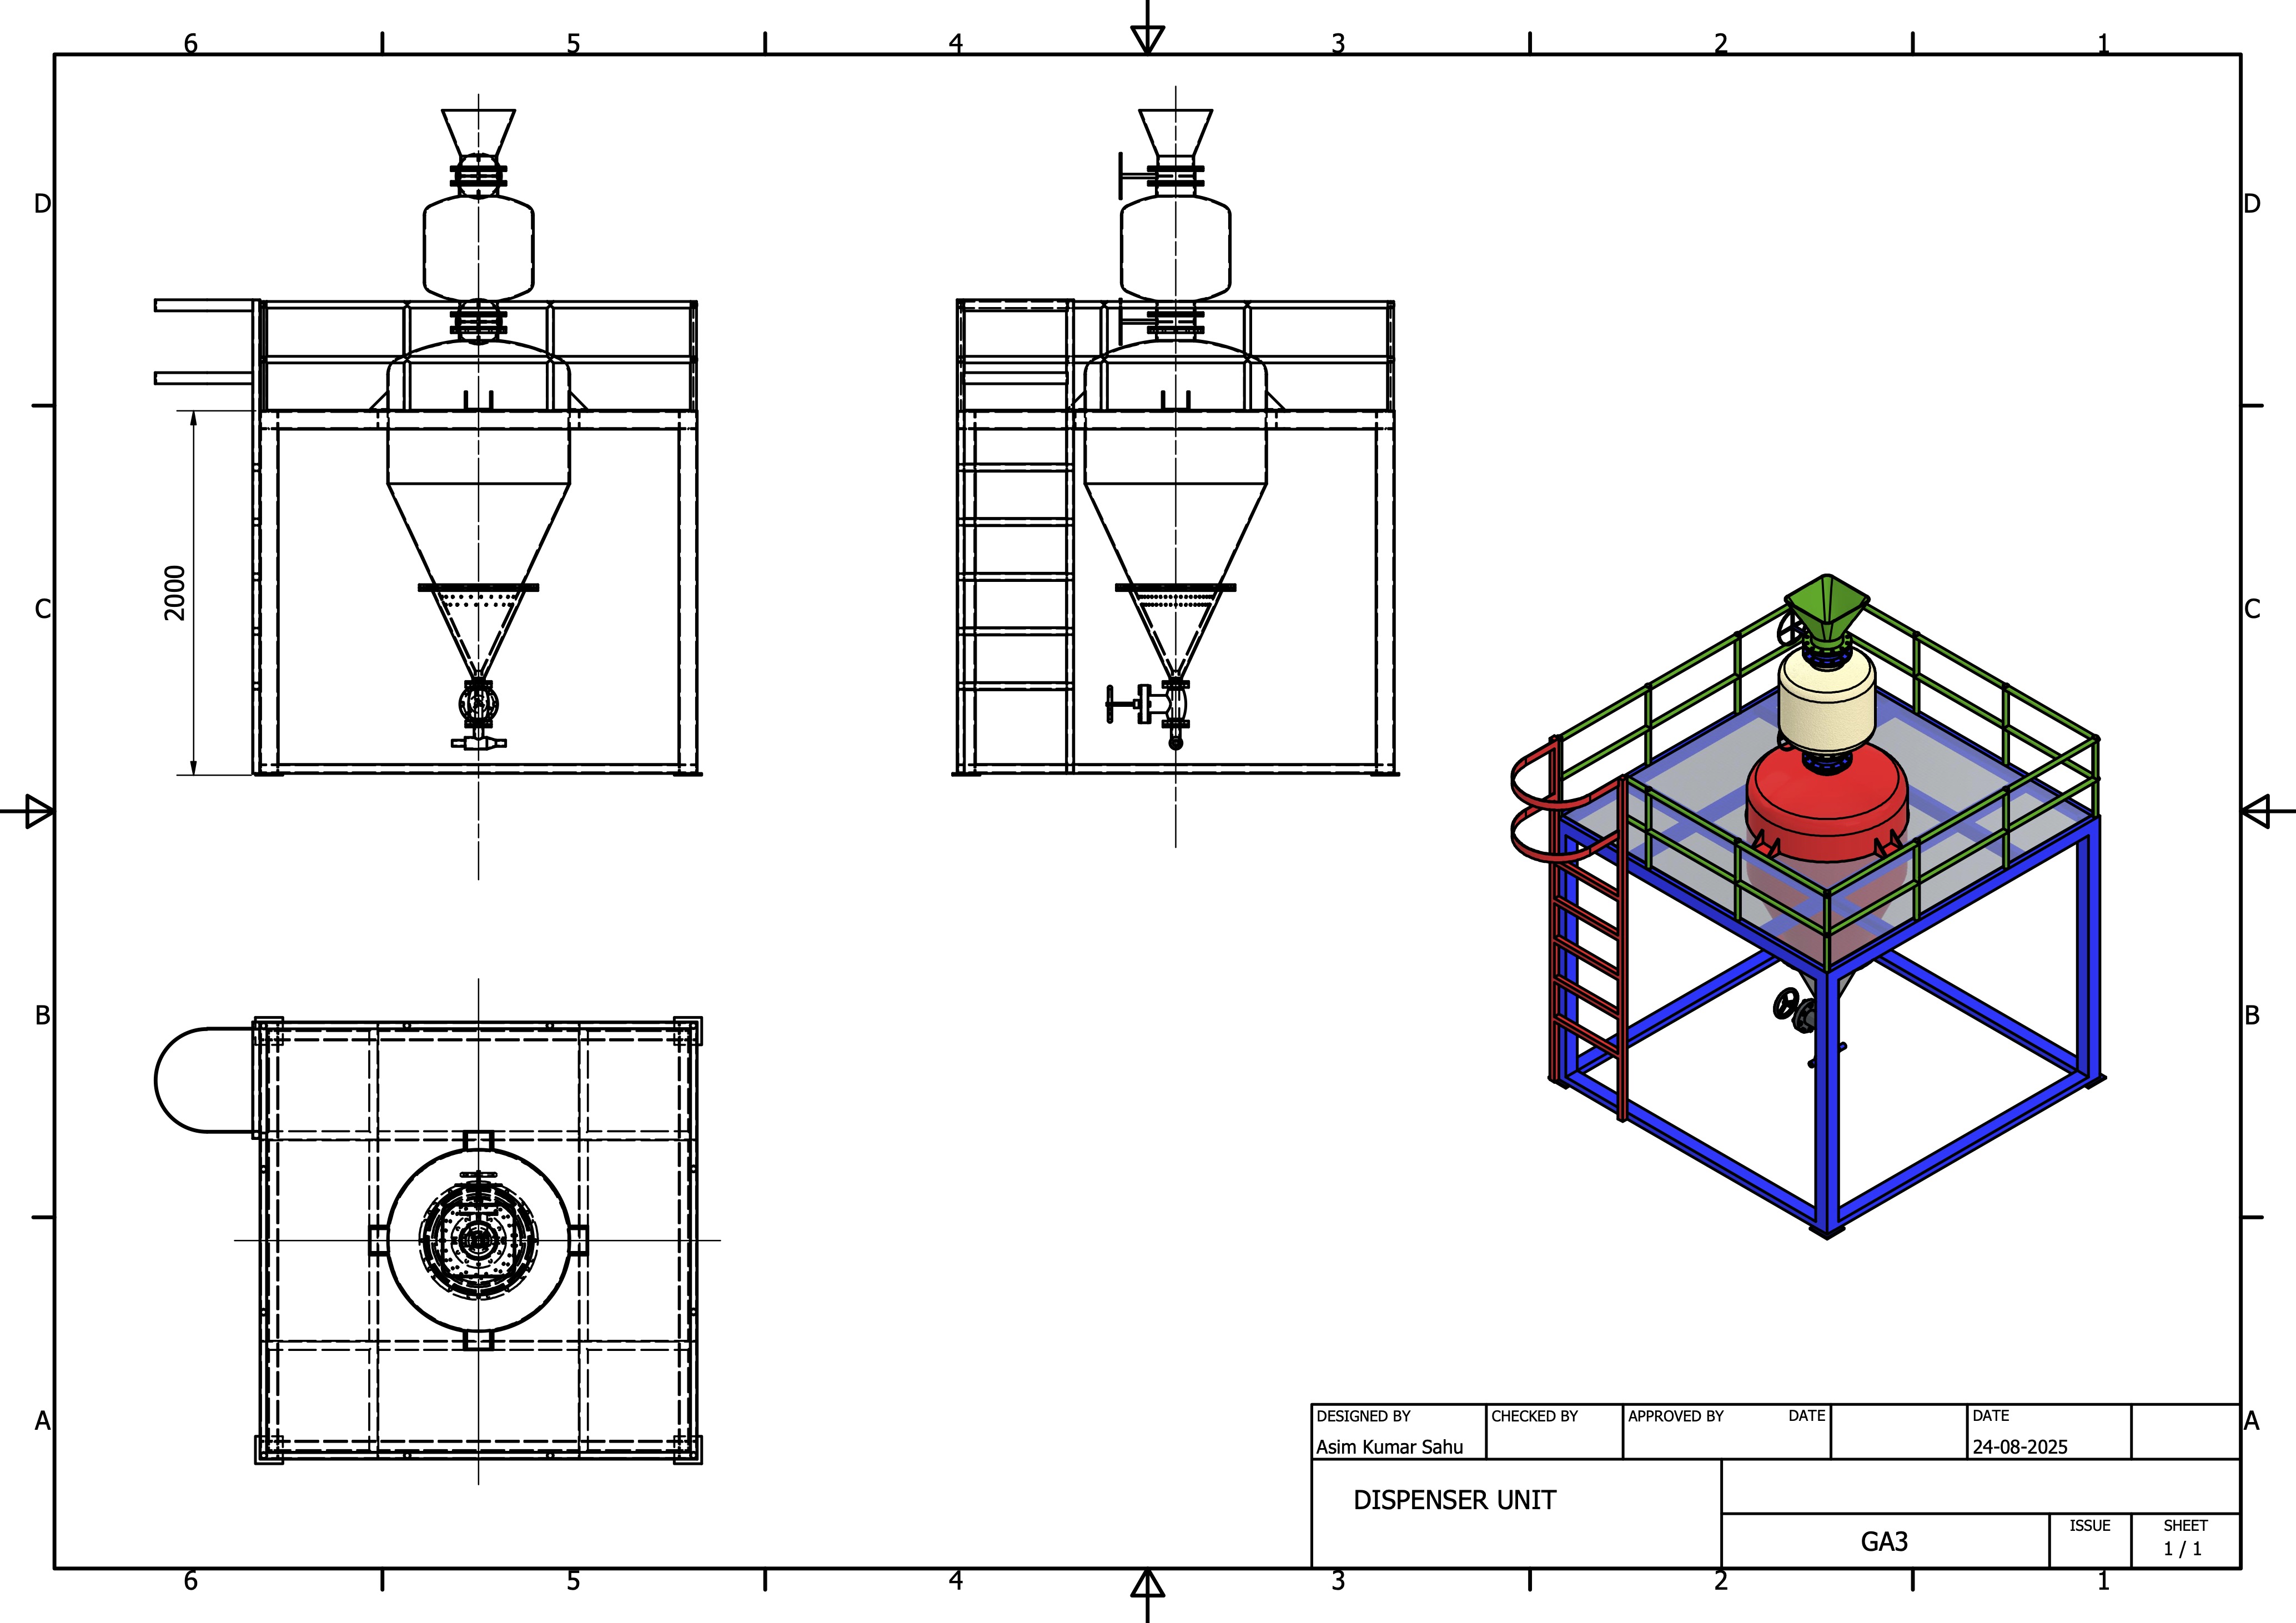 6 5 4 3 2 1
D D
2000
C C
B B
A A
DESIGNED BY CHECKED BY APPROVED BY DATE DATE
Asim Kumar Sahu 24-08-2025
DISPENSER UNIT
GA3 ISSUE SHEET
1 / 1
6 5 4 3 2 1